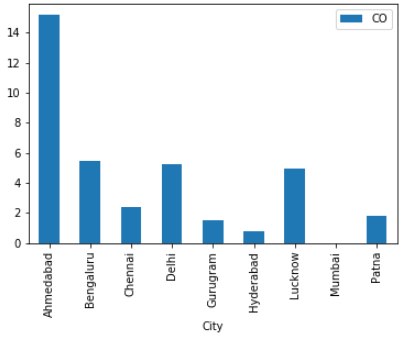 CO
14
12
10
8
6
4
2
0
Ahmedabad
Bengaluru
Chennai
Delhi
Gurugram
Hyderabad
Lucknow
Mumbai
Patna
City